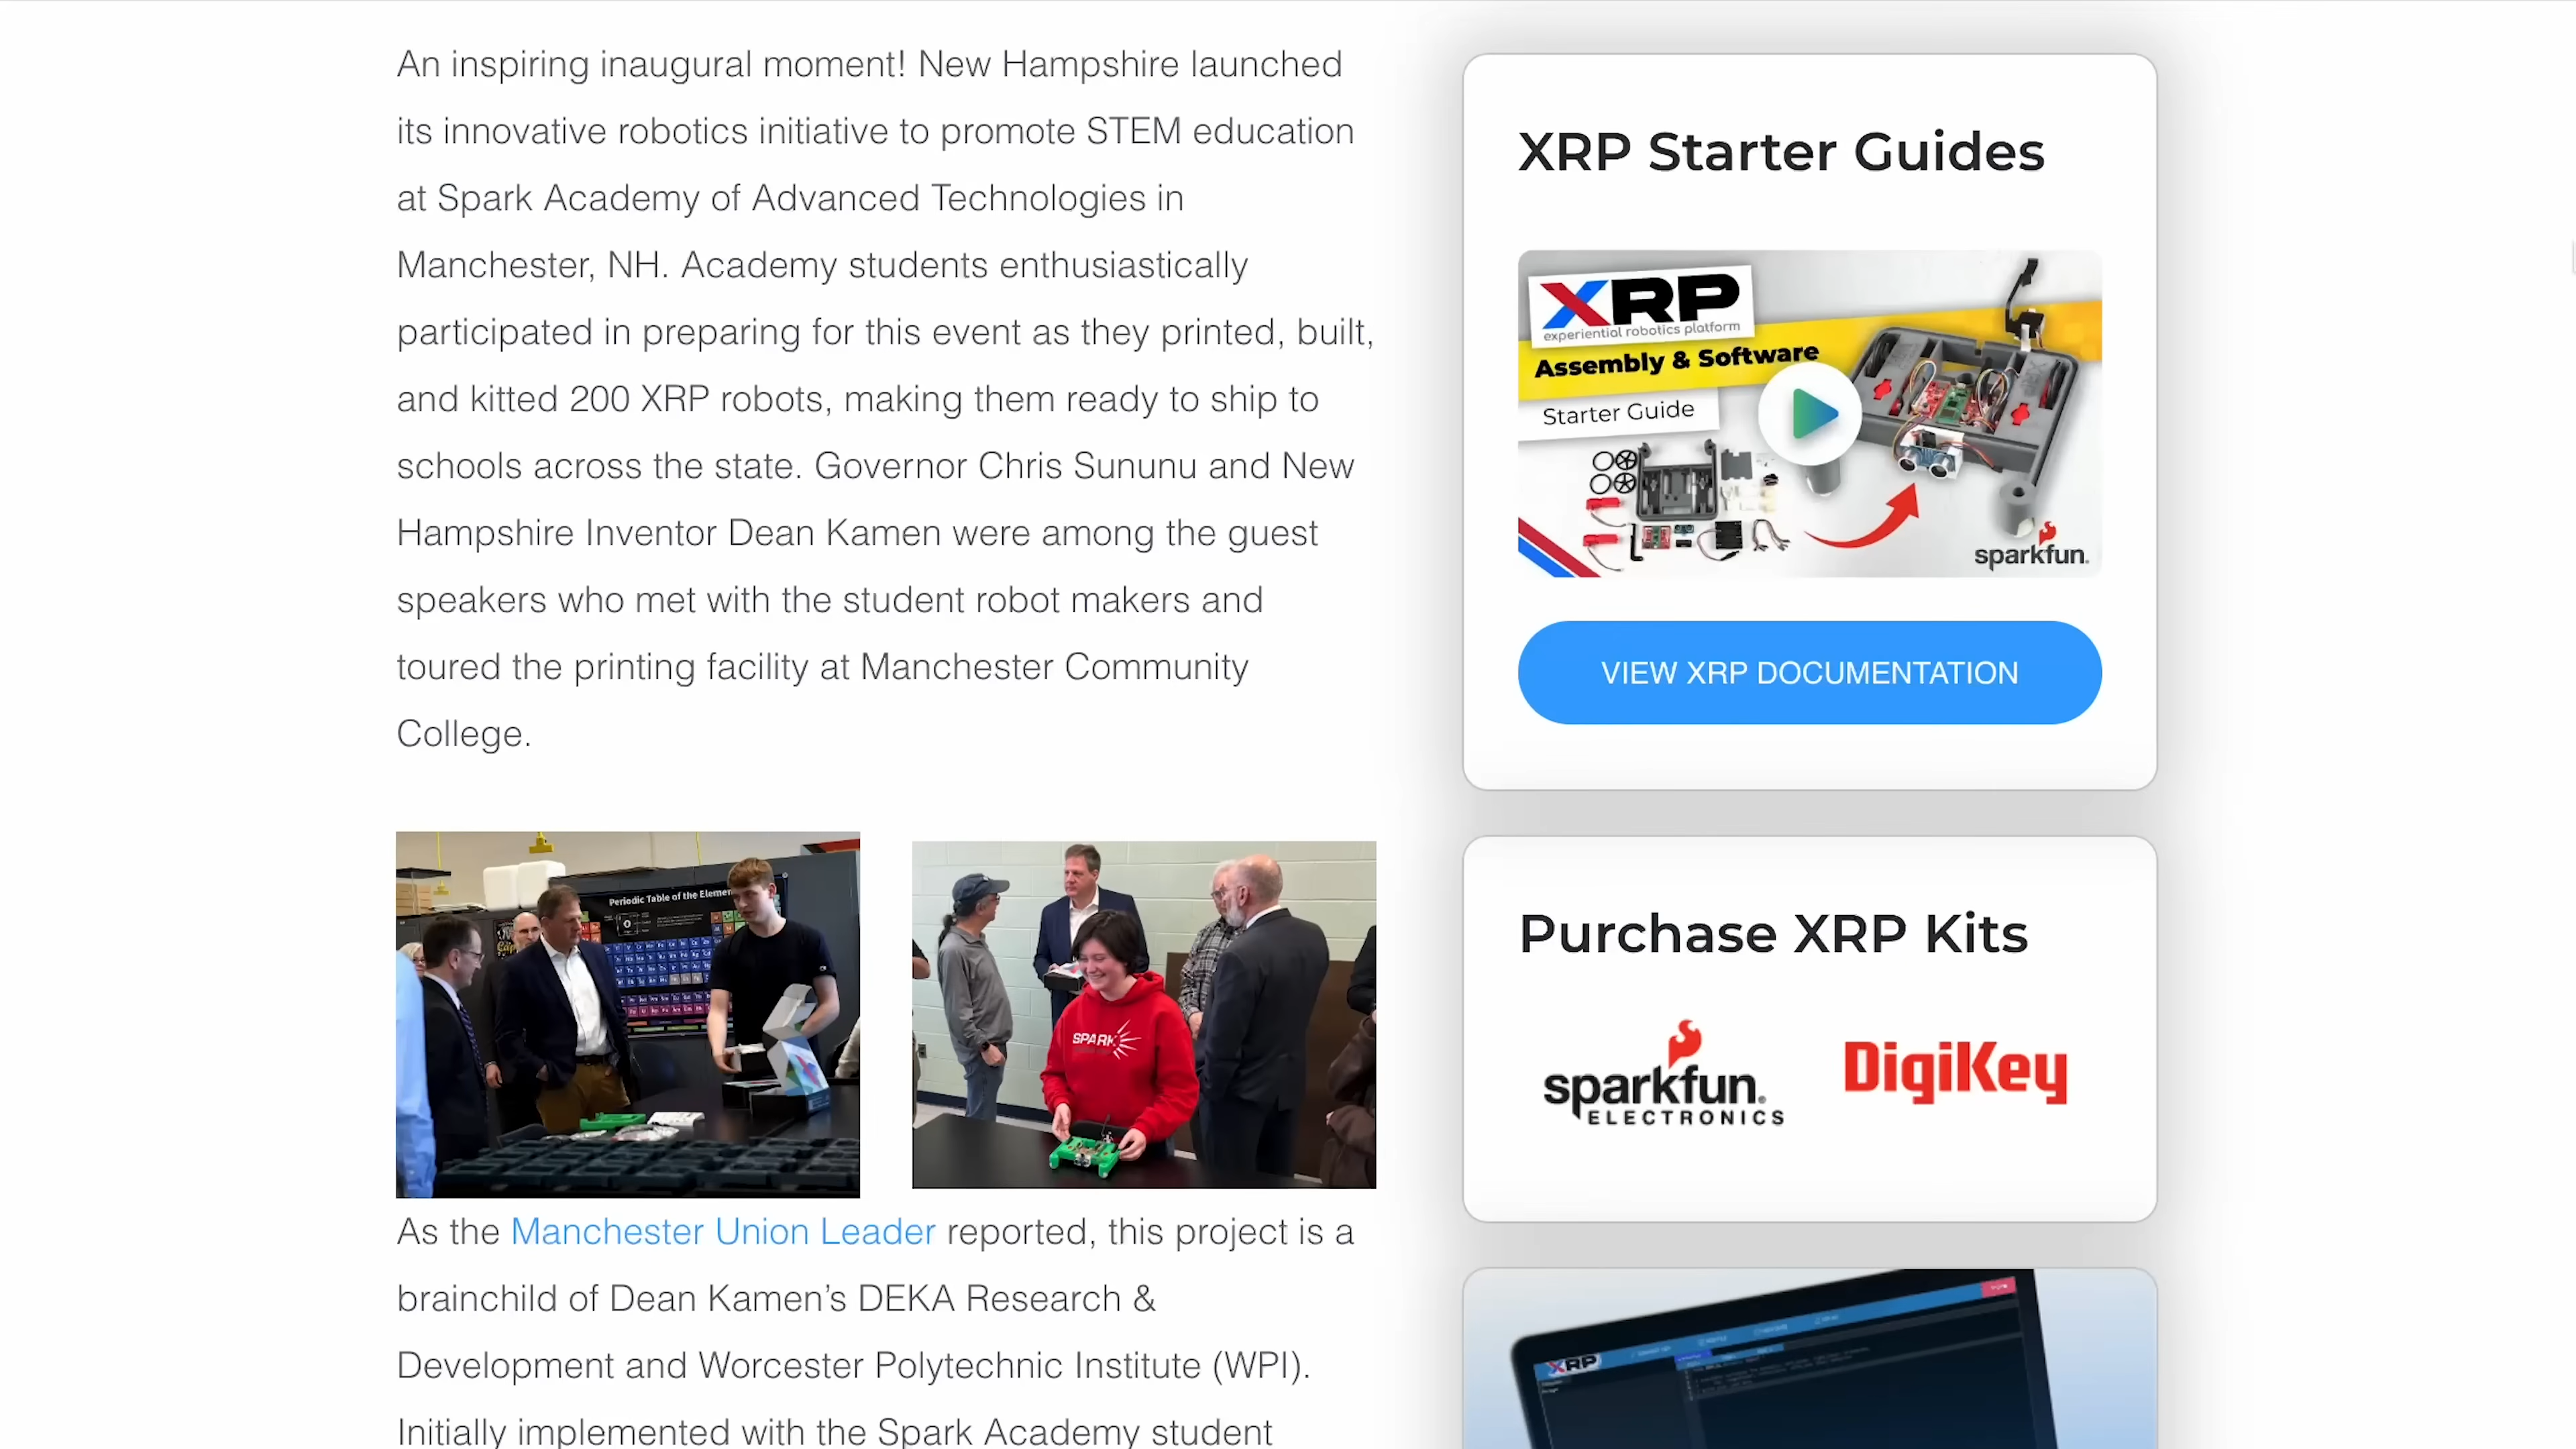 An inspiring inaugural moment! New Hampshire launched
its innovative robotics initiative to promote STEM education
at Spark Academy of Advanced Technologies in
Manchester, NH. Academy students enthusiastically
participated in preparing for this event as they printed, built,
and kitted 200 XRP robots, making them ready to ship to
schools across the state. Governor Chris Sununu and New
Hampshire Inventor Dean Kamen were among the guest
speakers who met with the student robot makers and
toured the printing facility at Manchester Community
College.
Periodic Table of the Elemen
SPARK
As the Manchester Union Leader reported, this project is a
brainchild of Dean Kamen’s DEKA Research &
Development and Worcester Polytechnic Institute (WPI).
Initially implemented with the Spark Academy student
XRP Starter Guides
XRP
experiential robotics platform
Assembly & Software
Starter Guide
sparkfun
VIEW XRP DOCUMENTATION
Purchase XRP Kits
sparkfun
ELECTRONICS
DigiKey
XRP